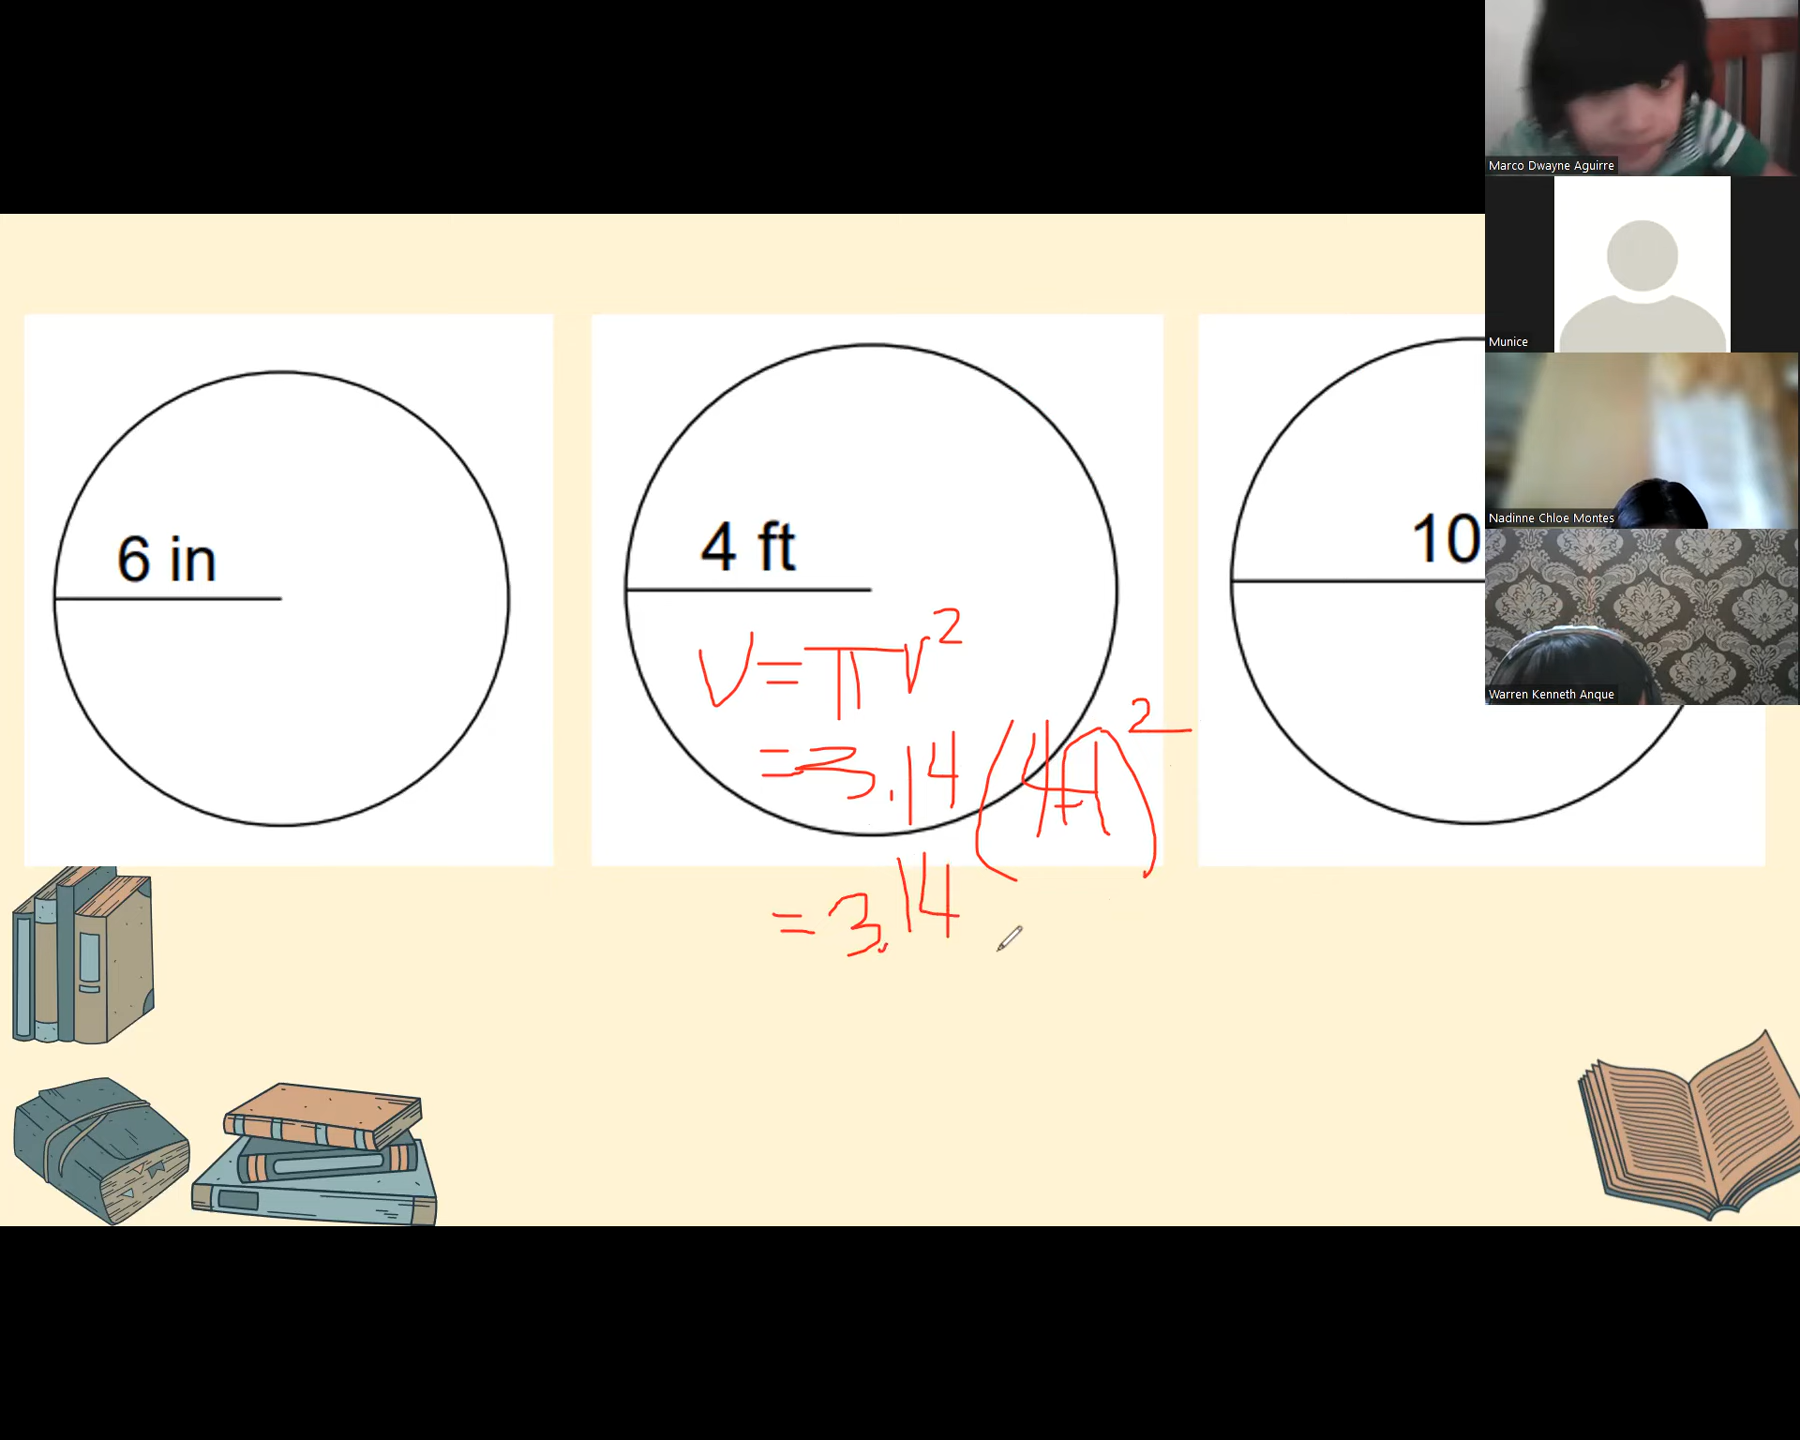 6 in
4 ft
10
V=πr²
=3.14 (4ft)²
=3.14
Marco Dwayne Aguirre
Munice
Nadinne Chloe Montes
Warren Kenneth Anque